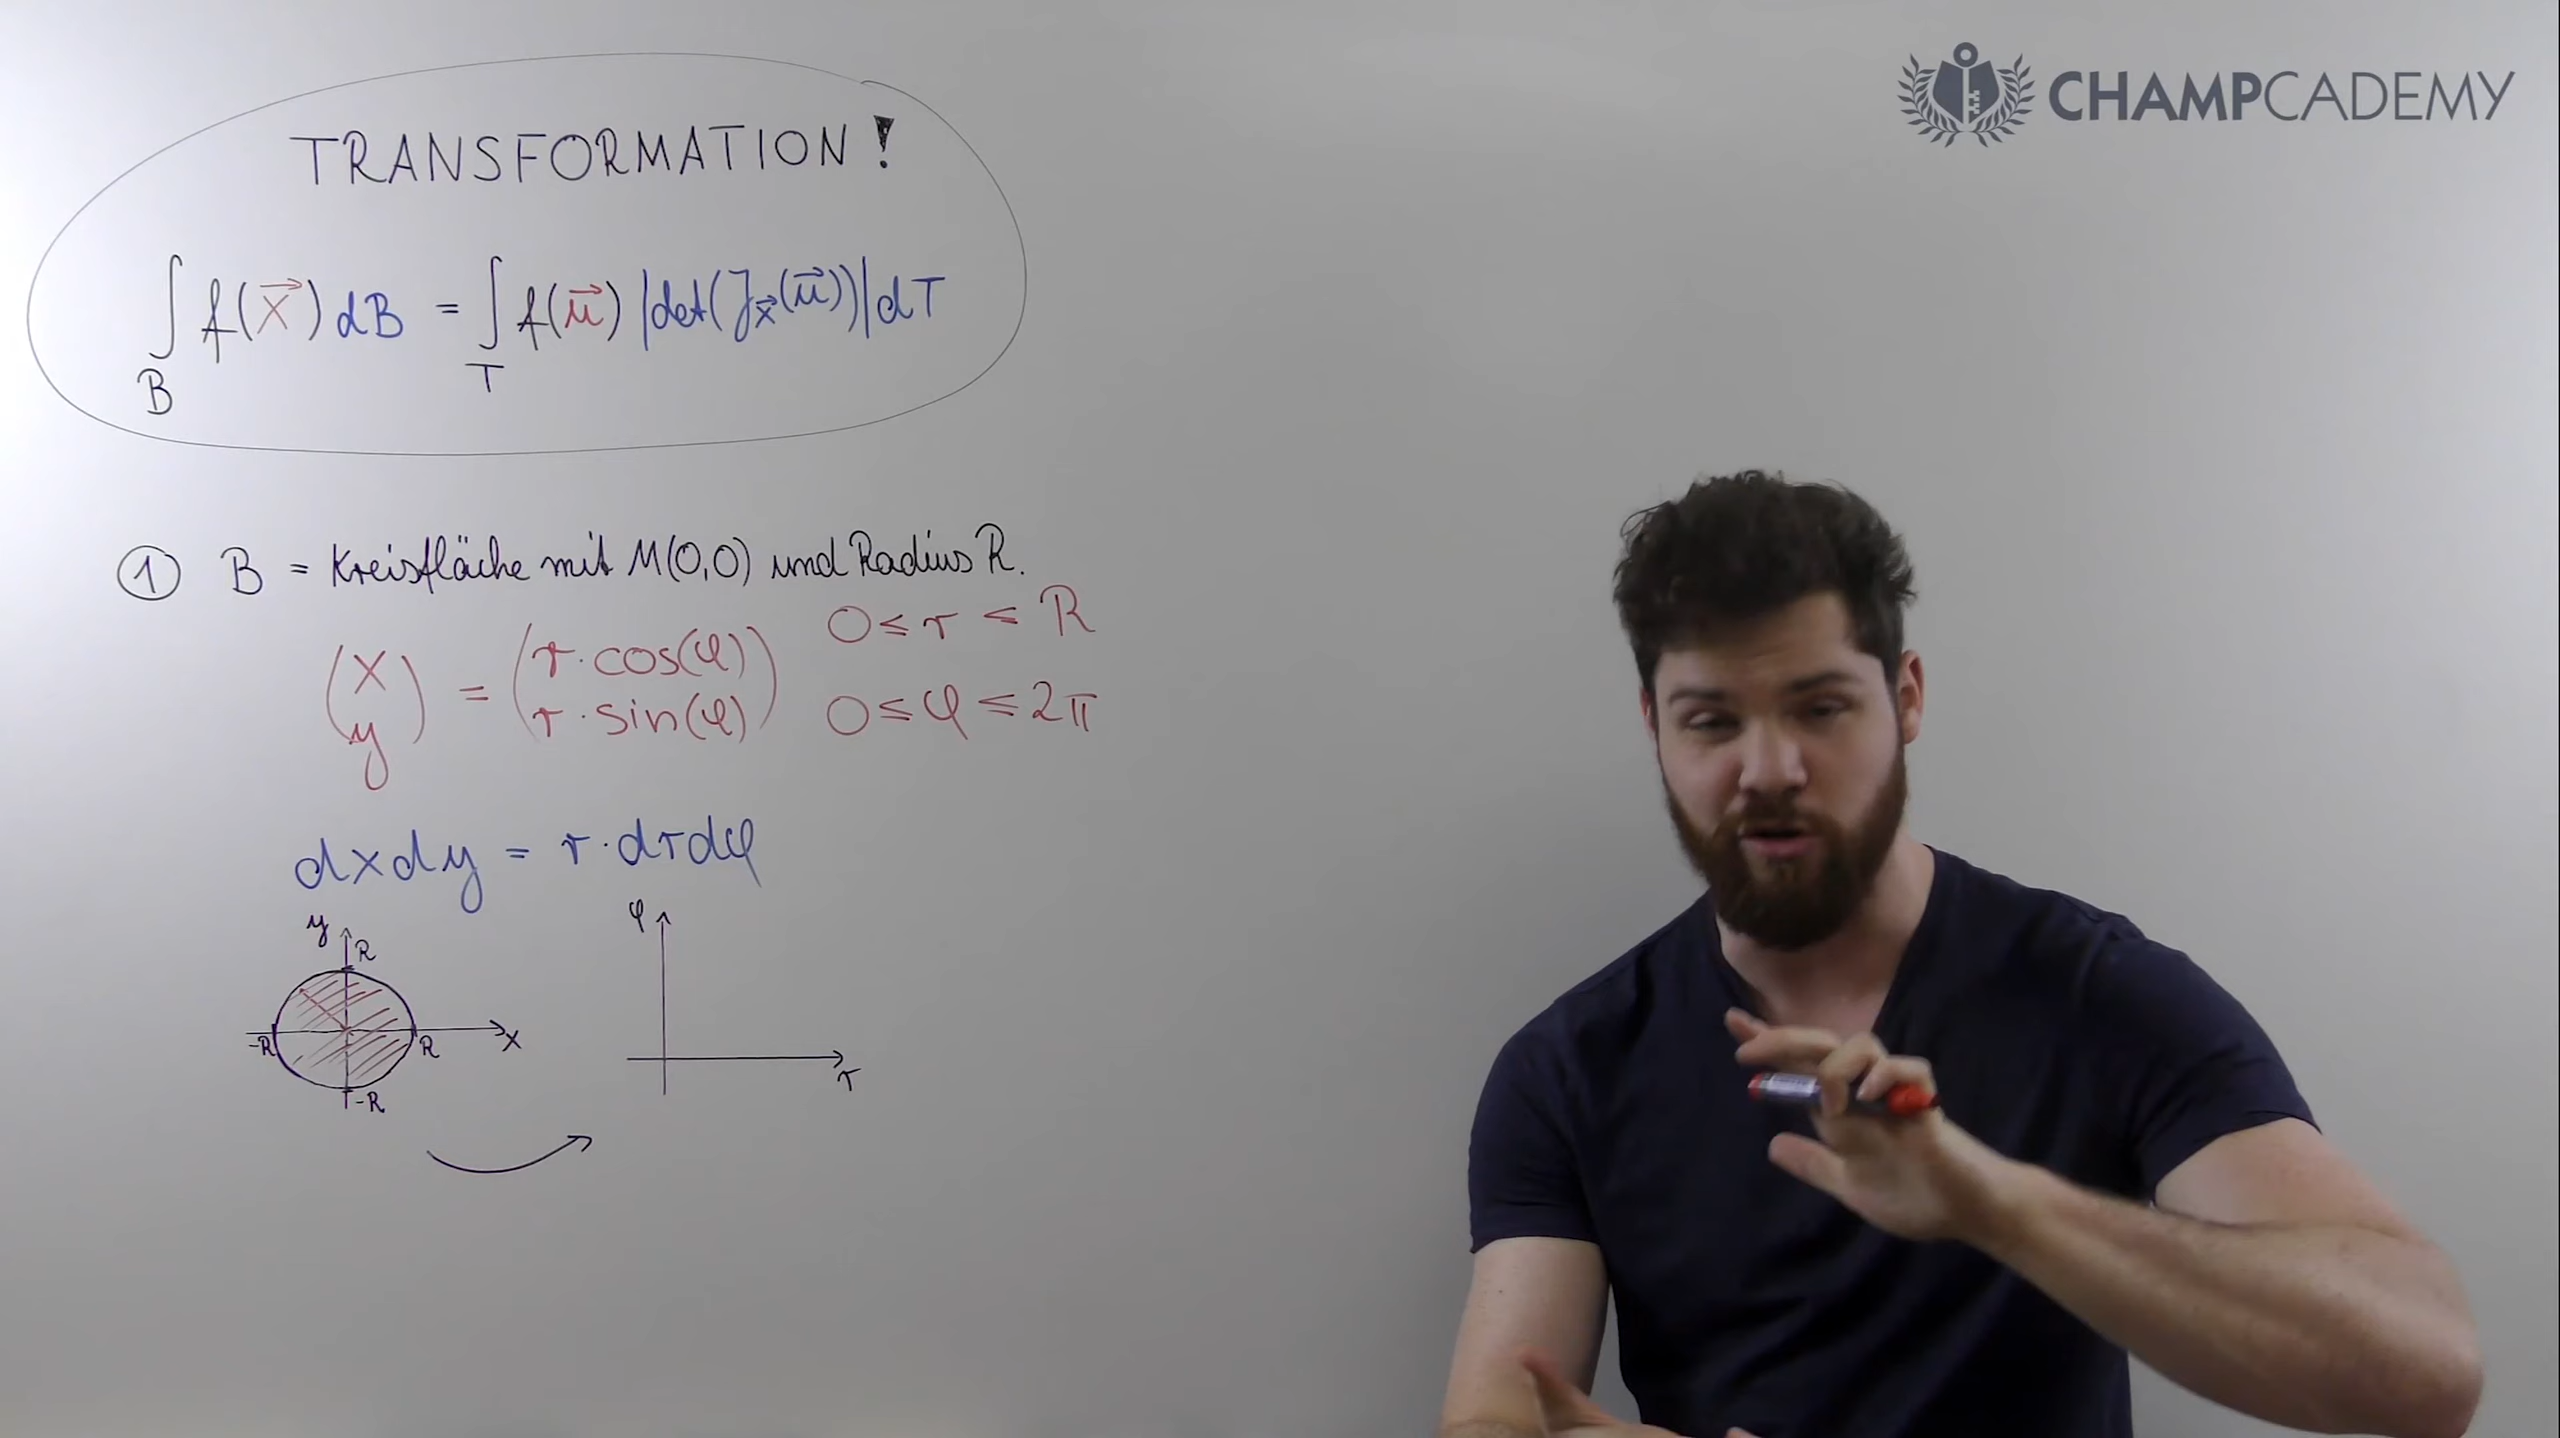 CHAMPCADEMY
TRANSFORMATION!
∫_B f(x⃗) dB = ∫_T f(u⃗) |det(J_x⃗(u⃗))| dT
① B = Kreisfläche mit M(0,0) und Radius R.
(x y) = (r·cos(φ) r·sin(φ))
0 ≤ r ≤ R
0 ≤ φ ≤ 2π
dxdy = r·drdφ
y
R
-R
R
x
-R
φ
r